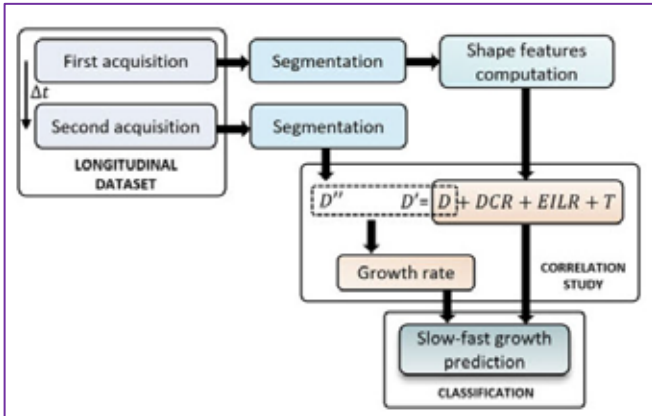 First acquisition
Segmentation
Shape features
computation
Δt
Second acquisition
Segmentation
LONGITUDINAL
DATASET
D'' D'= D + DCR + EILR + T
Growth rate
CORRELATION
STUDY
Slow-fast growth
prediction
CLASSIFICATION